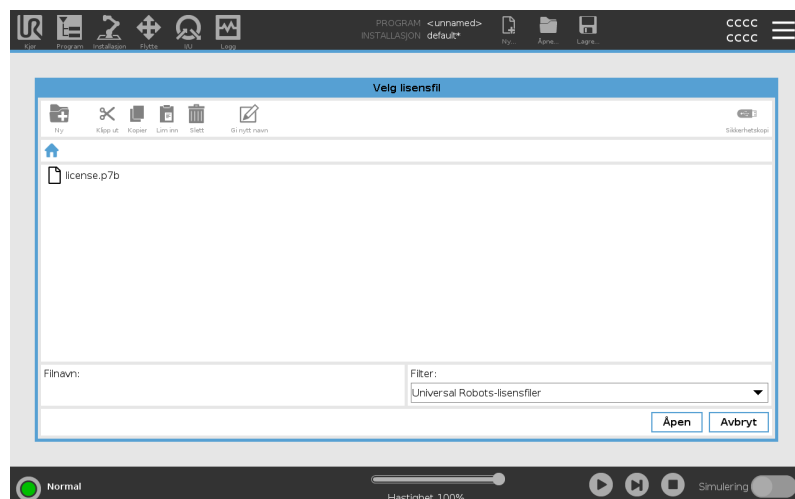 PROGRAM <unnamed>
INSTALLASJON default*
CCCC
CCCC
Kjør Program Installasjon Flytte I/U Logg
Ny... Åpne... Lagre...
Velg lisensfil
Ny Klipp ut Kopier Lim inn Slett Gi nytt navn Sikkerhetskopi
license.p7b
Filnavn:
Filter:
Universal Robots-lisensfiler
Åpen Avbryt
Normal
Hastighet 100%
Simulering